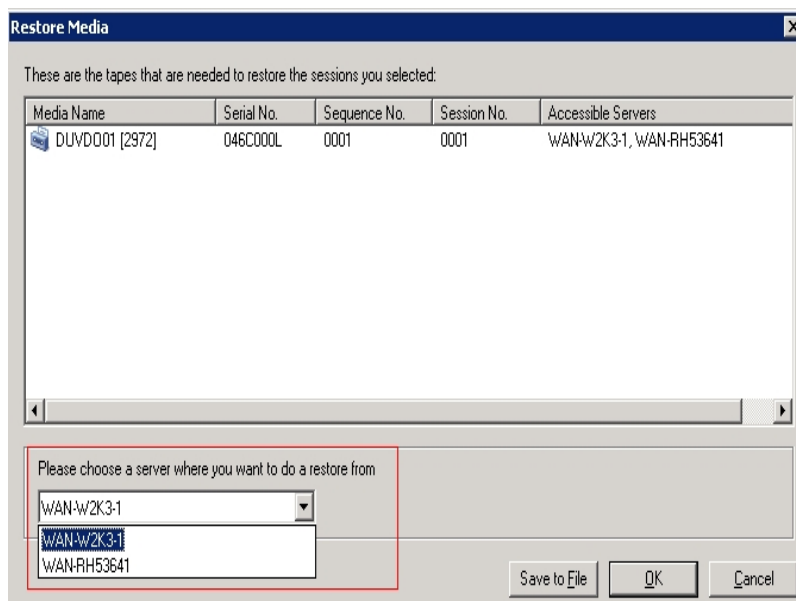 Restore Media
These are the tapes that are needed to restore the sessions you selected:
Media Name Serial No. Sequence No. Session No. Accessible Servers
DUVDO01 [2972] 046C000L 0001 0001 WAN-W2K3-1, WAN-RH53641
Please choose a server where you want to do a restore from
WAN-W2K3-1
WAN-W2K3-1
WAN-RH53641
Save to File OK Cancel